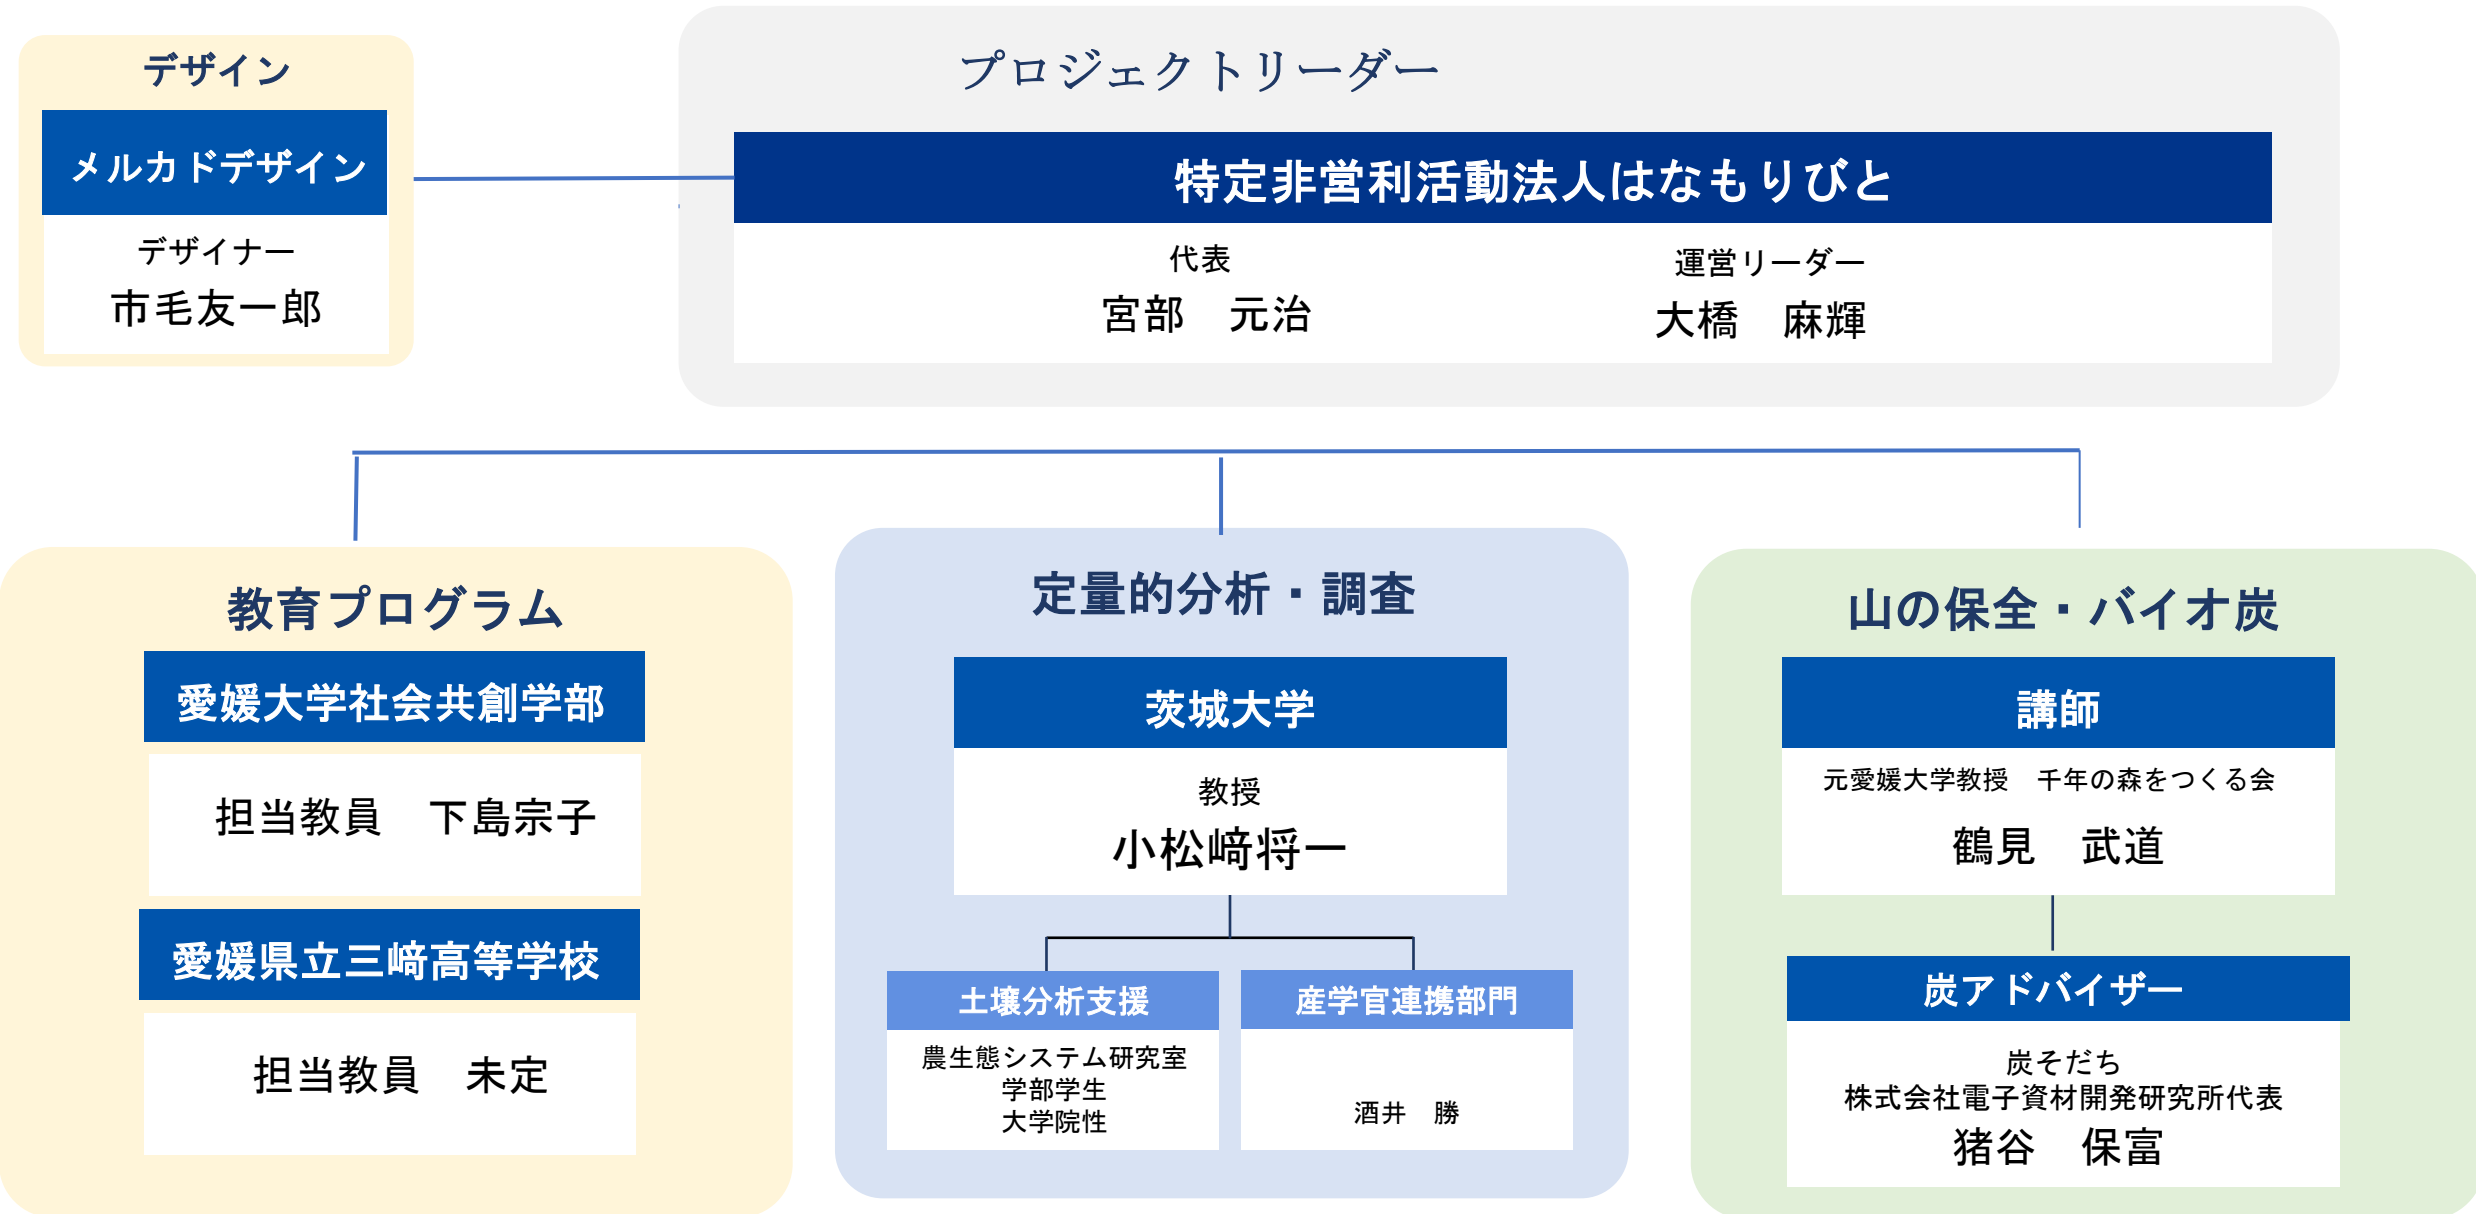 デザイン
メルカドデザイン
デザイナー
市毛友一郎
プロジェクトリーダー
特定非営利活動法人はなもりびと
代表
宮部　元治
運営リーダー
大橋　麻輝
教育プログラム
愛媛大学社会共創学部
担当教員　下島宗子
愛媛県立三﨑高等学校
担当教員　未定
定量的分析・調査
茨城大学
教授
小松﨑将一
土壌分析支援
農生態システム研究室
学部学生
大学院性
産学官連携部門
酒井　勝
山の保全・バイオ炭
講師
元愛媛大学教授　千年の森をつくる会
鶴見　武道
炭アドバイザー
炭そだち
株式会社電子資材開発研究所代表
猪谷　保富